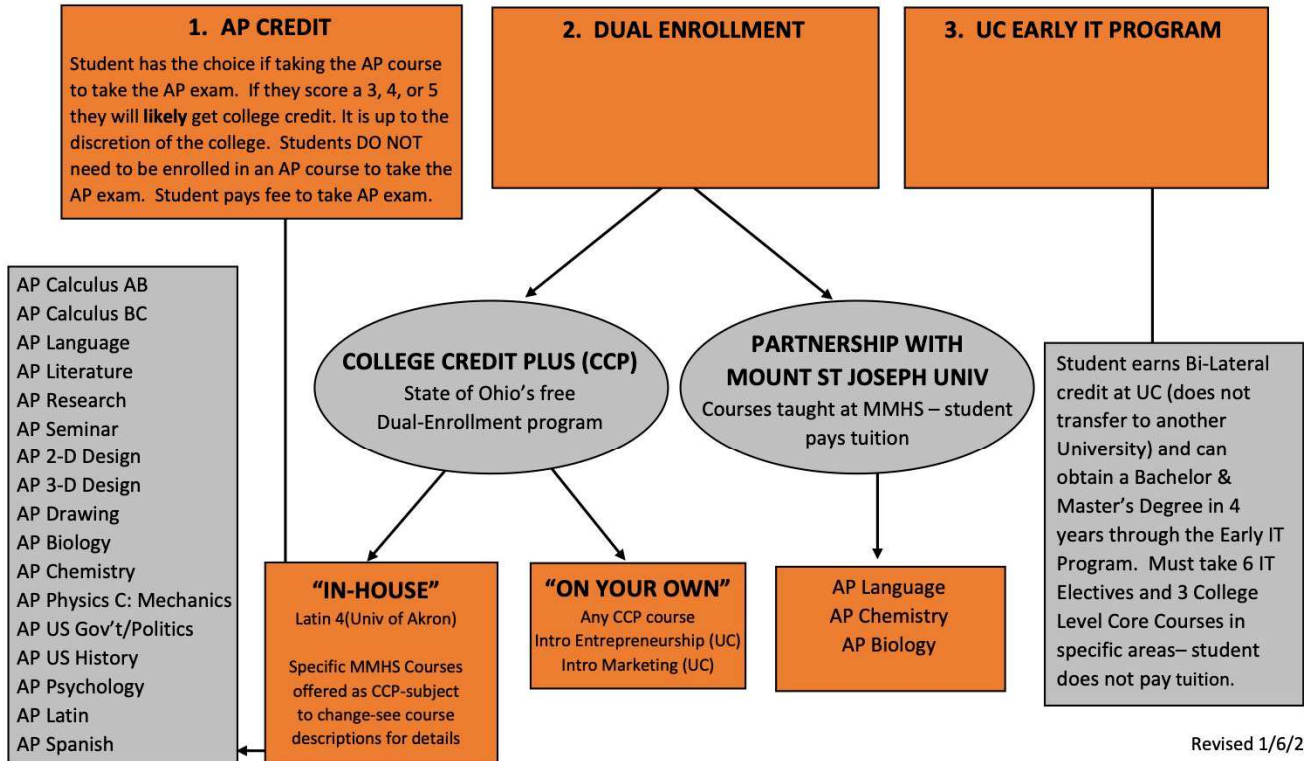 1. AP CREDIT
Student has the choice if taking the AP course
to take the AP exam. If they score a 3, 4, or 5
they will likely get college credit. It is up to the
discretion of the college. Students DO NOT
need to be enrolled in an AP course to take the
AP exam. Student pays fee to take AP exam.
2. DUAL ENROLLMENT
3. UC EARLY IT PROGRAM
AP Calculus AB
AP Calculus BC
AP Language
AP Literature
AP Research
AP Seminar
AP 2-D Design
AP 3-D Design
AP Drawing
AP Biology
AP Chemistry
AP Physics C: Mechanics
AP US Gov’t/Politics
AP US History
AP Psychology
AP Latin
AP Spanish
COLLEGE CREDIT PLUS (CCP)
State of Ohio’s free
Dual-Enrollment program
PARTNERSHIP WITH
MOUNT ST JOSEPH UNIV
Courses taught at MMHS – student
pays tuition
Student earns Bi-Lateral
credit at UC (does not
transfer to another
University) and can
obtain a Bachelor &
Master’s Degree in 4
years through the Early IT
Program. Must take 6 IT
Electives and 3 College
Level Core Courses in
specific areas– student
does not pay tuition.
“IN-HOUSE”
Latin 4(Univ of Akron)
Specific MMHS Courses
offered as CCP-subject
to change-see course
descriptions for details
“ON YOUR OWN”
Any CCP course
Intro Entrepreneurship (UC)
Intro Marketing (UC)
AP Language
AP Chemistry
AP Biology
Revised 1/6/2